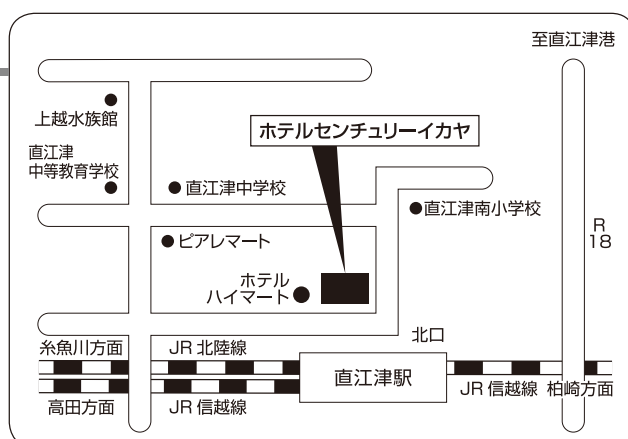 至直江津港
上越水族館
ホテルセンチュリーイカヤ
直江津
中等教育学校
直江津中学校
直江津南小学校
R
18
ピアレマート
ホテル
ハイマート
北口
糸魚川方面
JR 北陸線
直江津駅
JR 信越線
柏崎方面
高田方面
JR 信越線